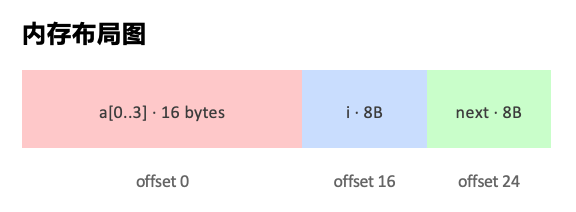 内存布局图
a[0..3] · 16 bytes
i · 8B
next · 8B
offset 0
offset 16
offset 24